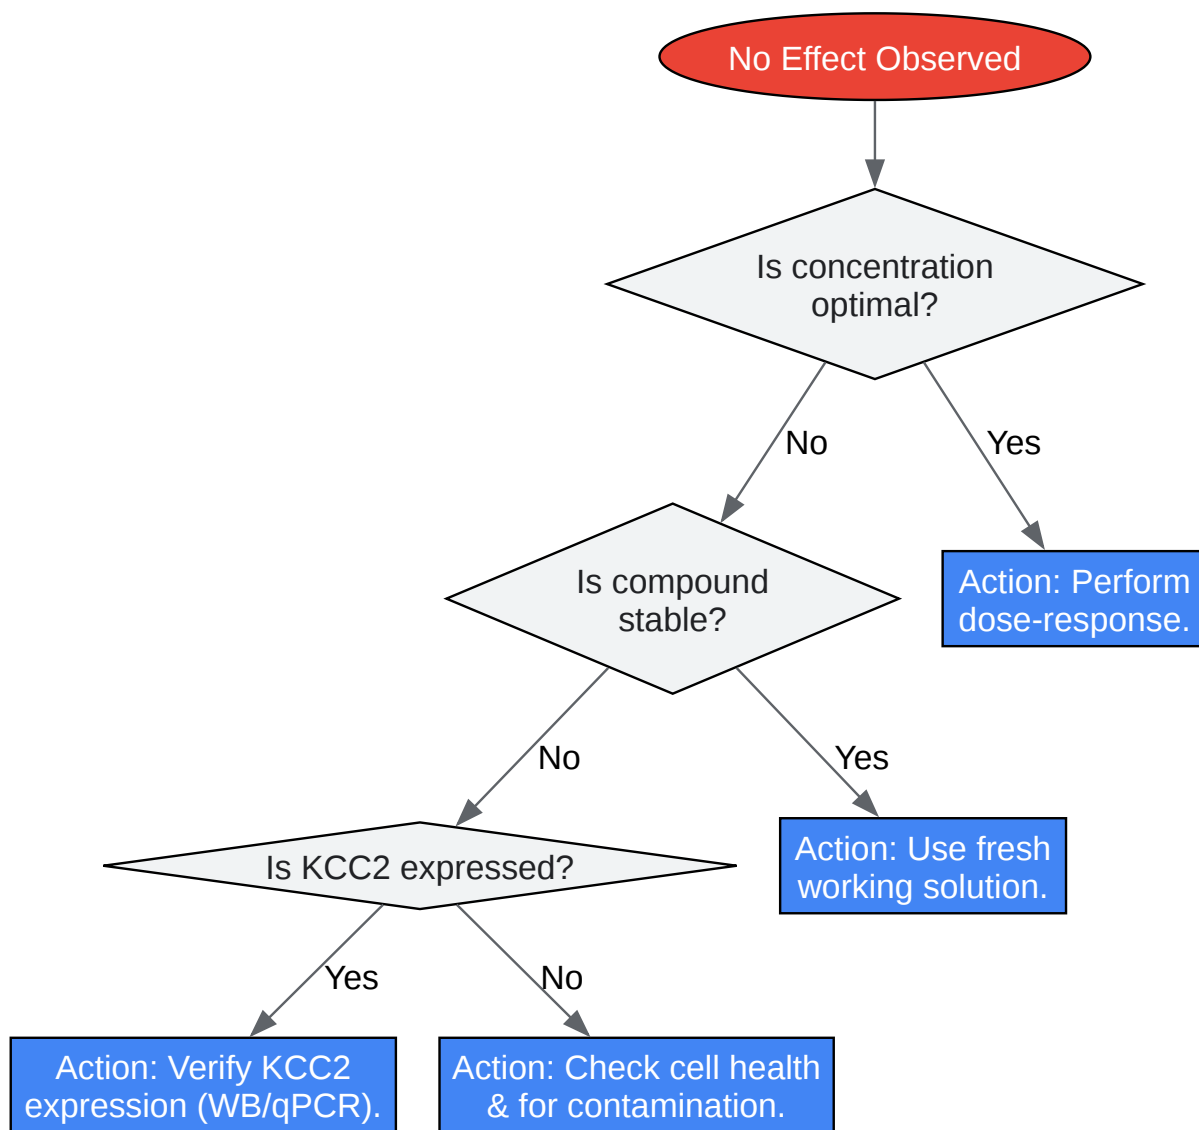 No Effect Observed
Is concentration
optimal?
No
Yes
Is compound
stable?
Action: Perform
dose-response.
No
Yes
Is KCC2 expressed?
Action: Use fresh
working solution.
Yes
No
Action: Verify KCC2
expression (WB/qPCR).
Action: Check cell health
& for contamination.